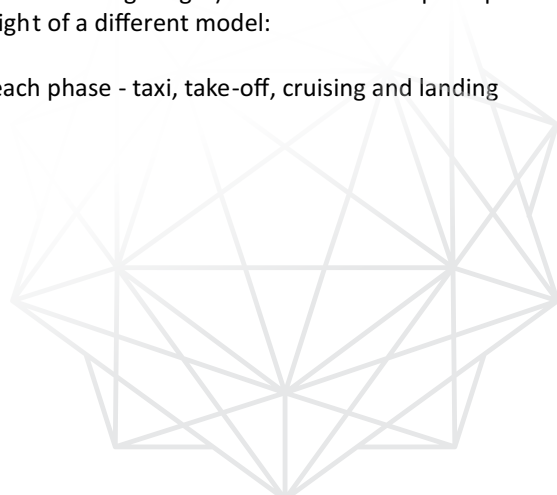 ight of a different model:
each phase - taxi, take-off, cruising and landing